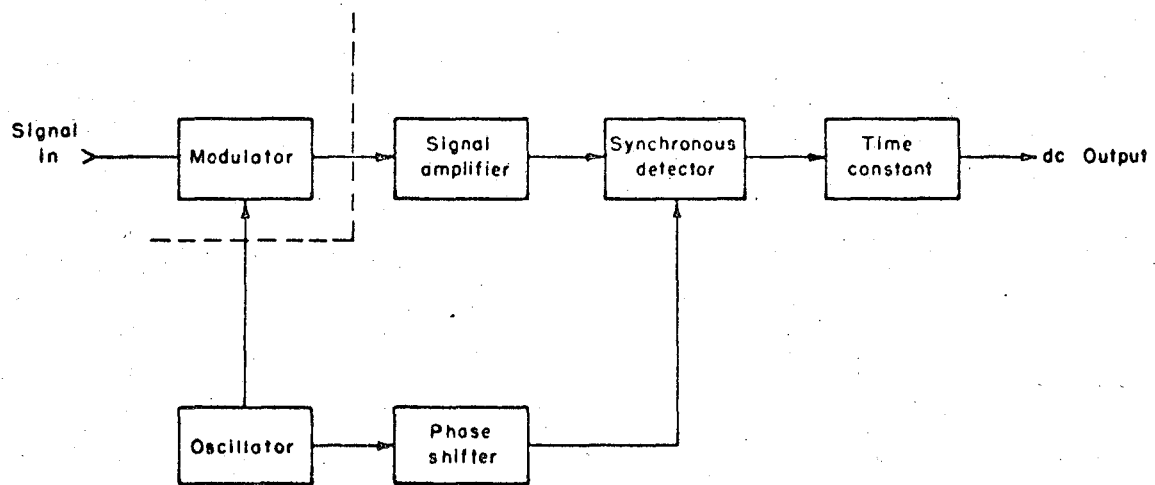 Signal
in
Modulator
Signal
amplifier
Synchronous
detector
Time
constant
dc Output
Oscillator
Phase
shifter